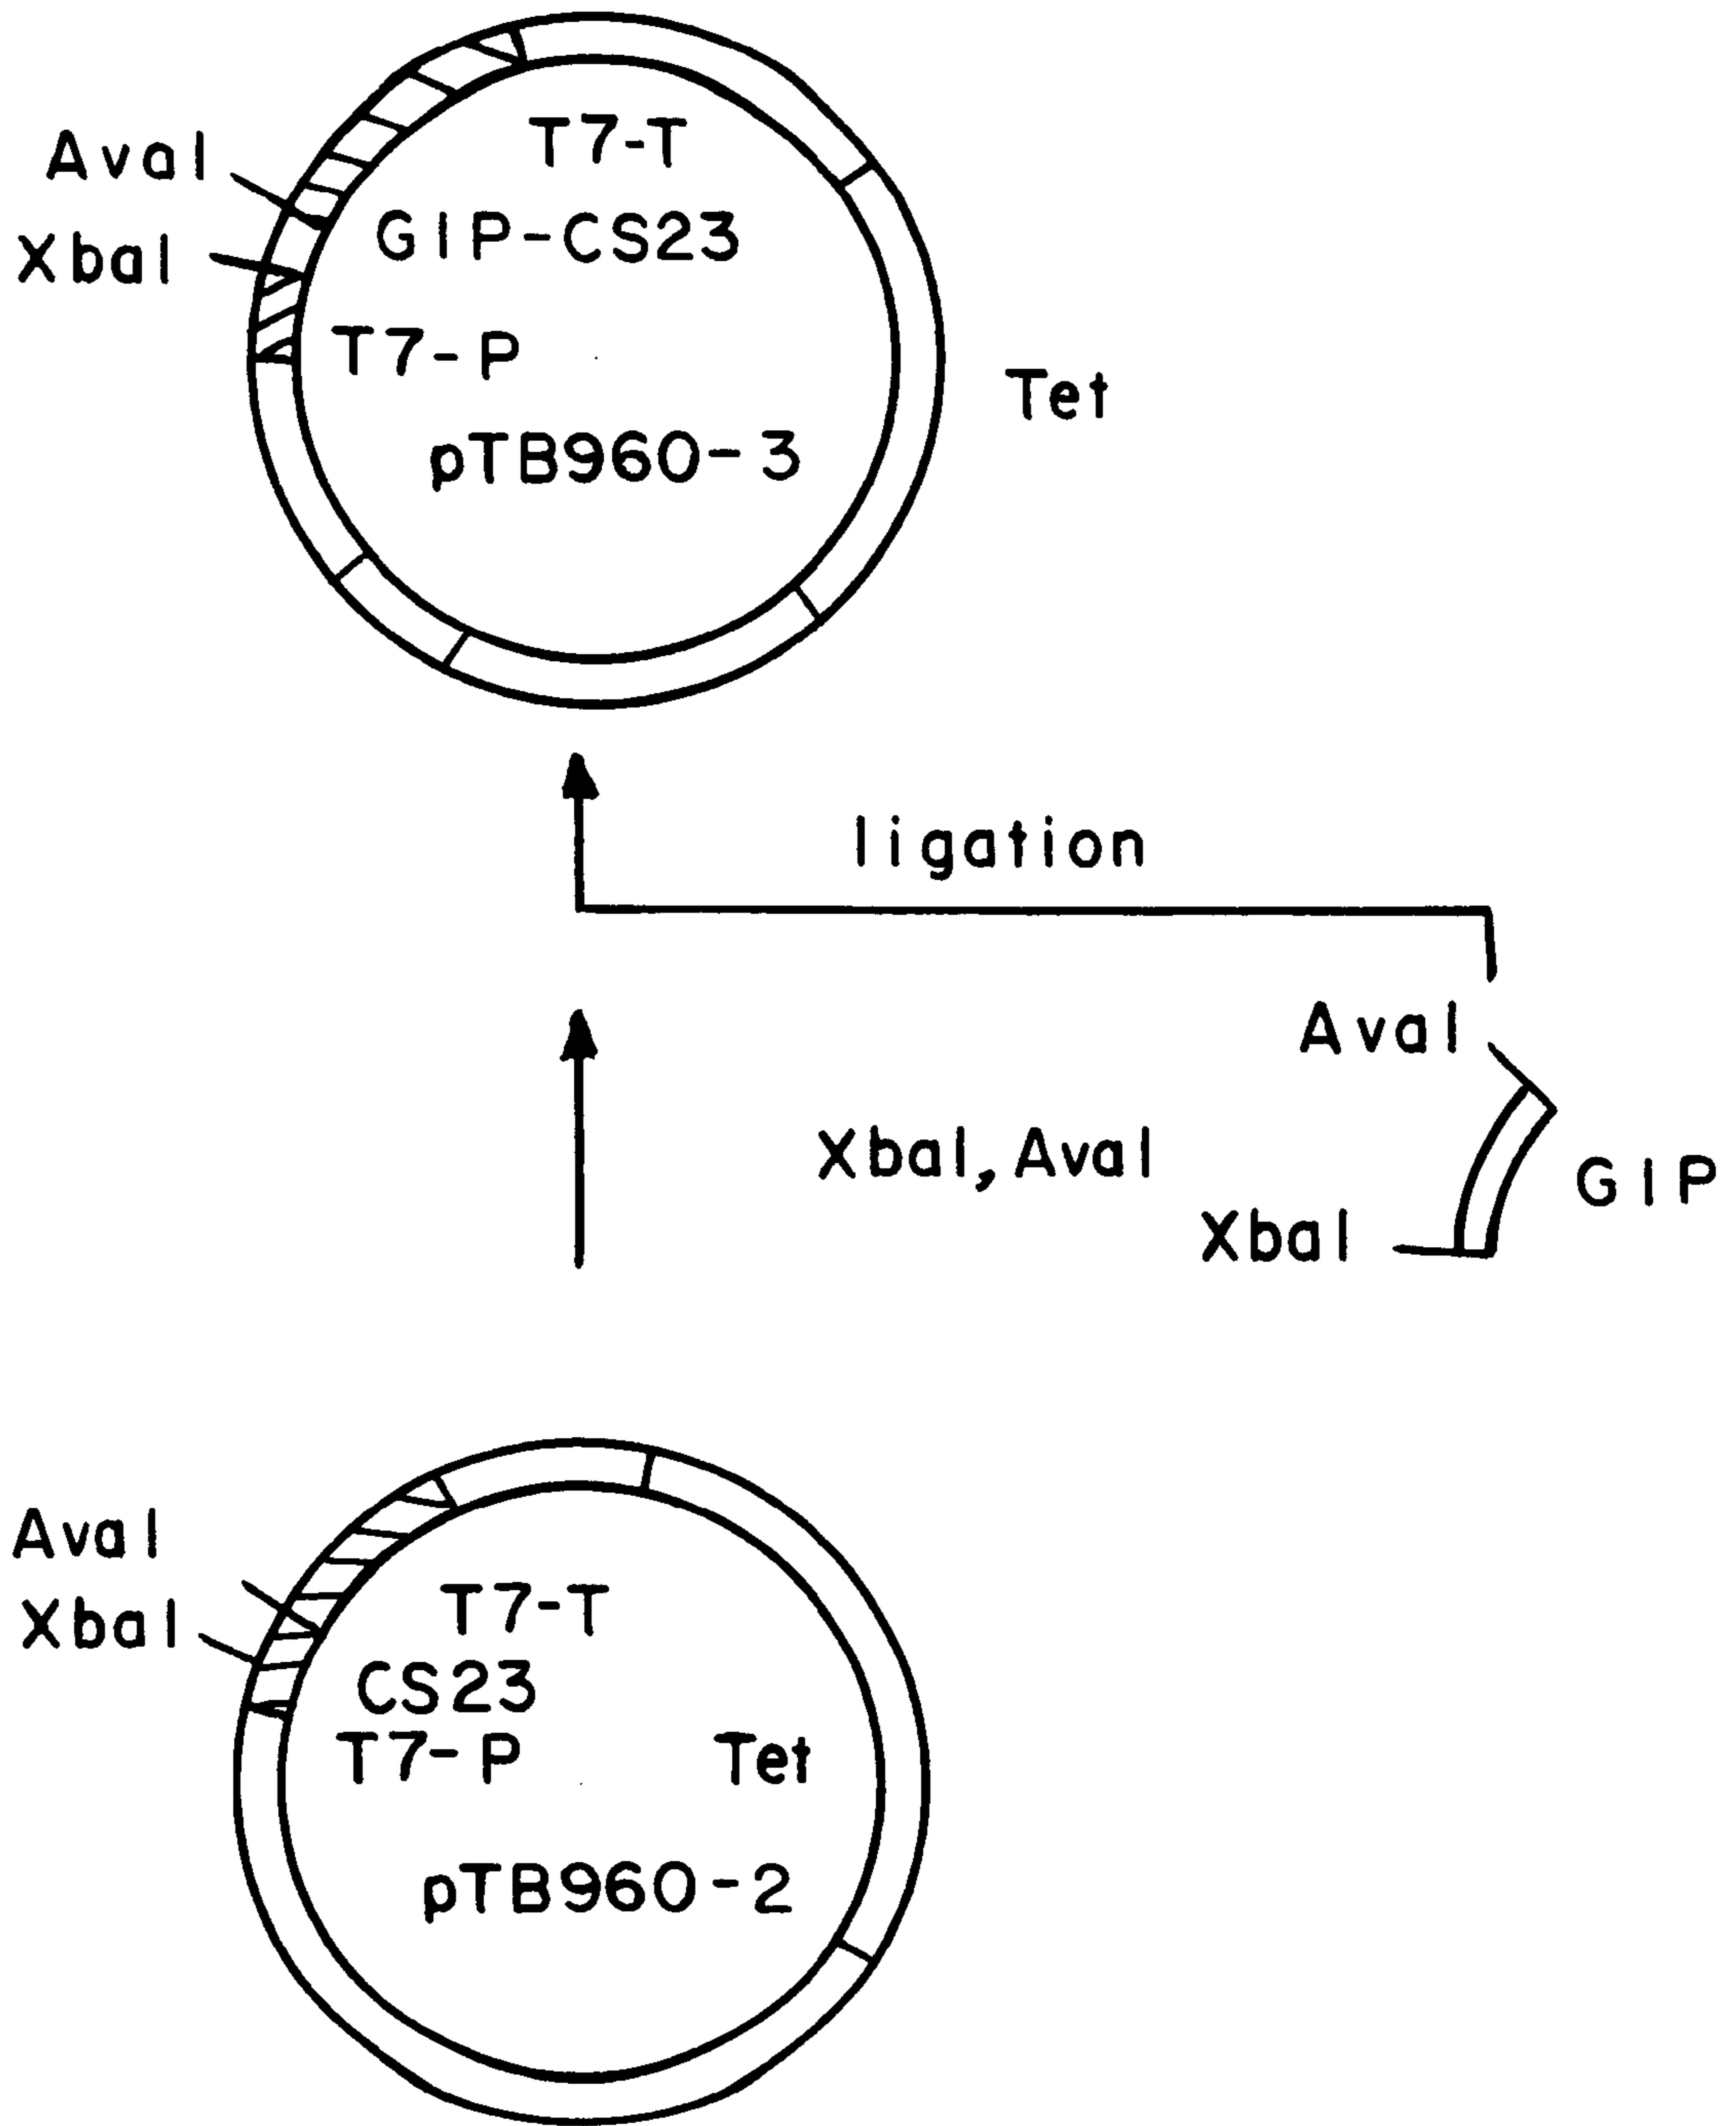 T7-T
AvaI
GIP-CS23
XbaI
T7-P
Tet
pTB960-3
ligation
AvaI
XbaI, AvaI
GIP
XbaI
AvaI
T7-T
XbaI
CS23
T7-P
Tet
pTB960-2